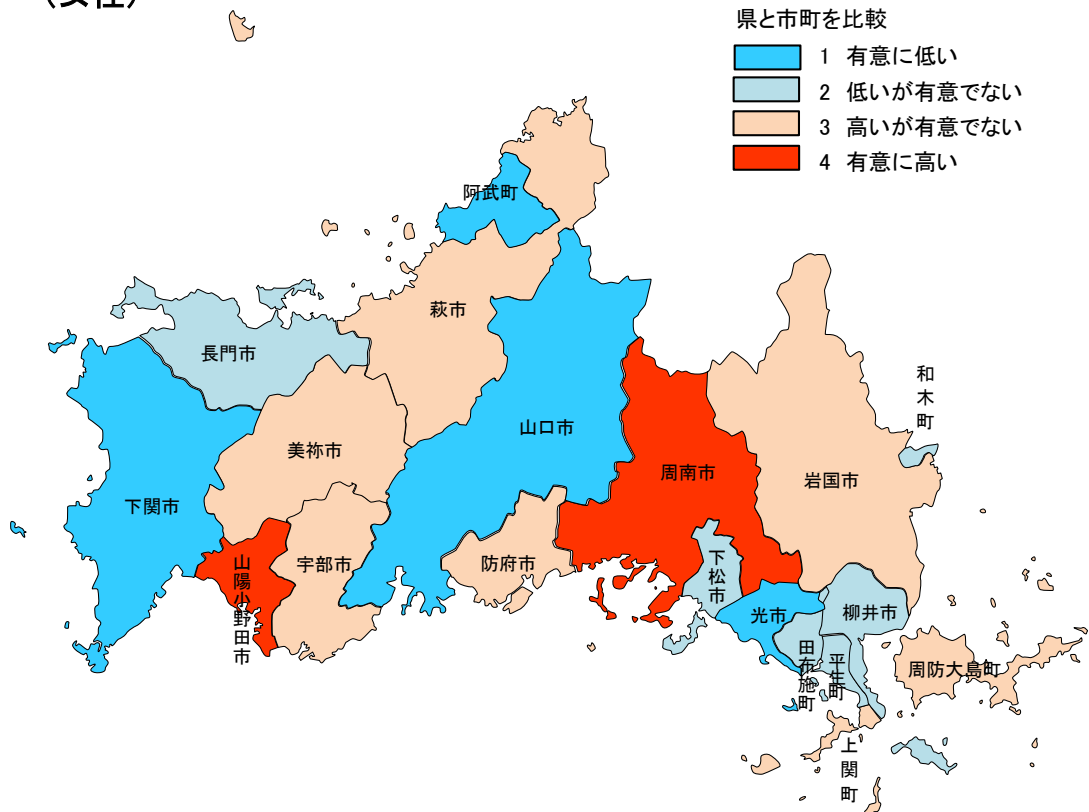 (女性)
県と市町を比較
1 有意に低い
2 低いが有意でない
3 高いが有意でない
4 有意に高い
阿武町
萩市
長門市
和木町
山口市
美祢市
周南市
岩国市
下関市
宇部市
防府市
山陽小野田市
下松市
光市
柳井市
田布施町
平生町
周防大島町
上関町